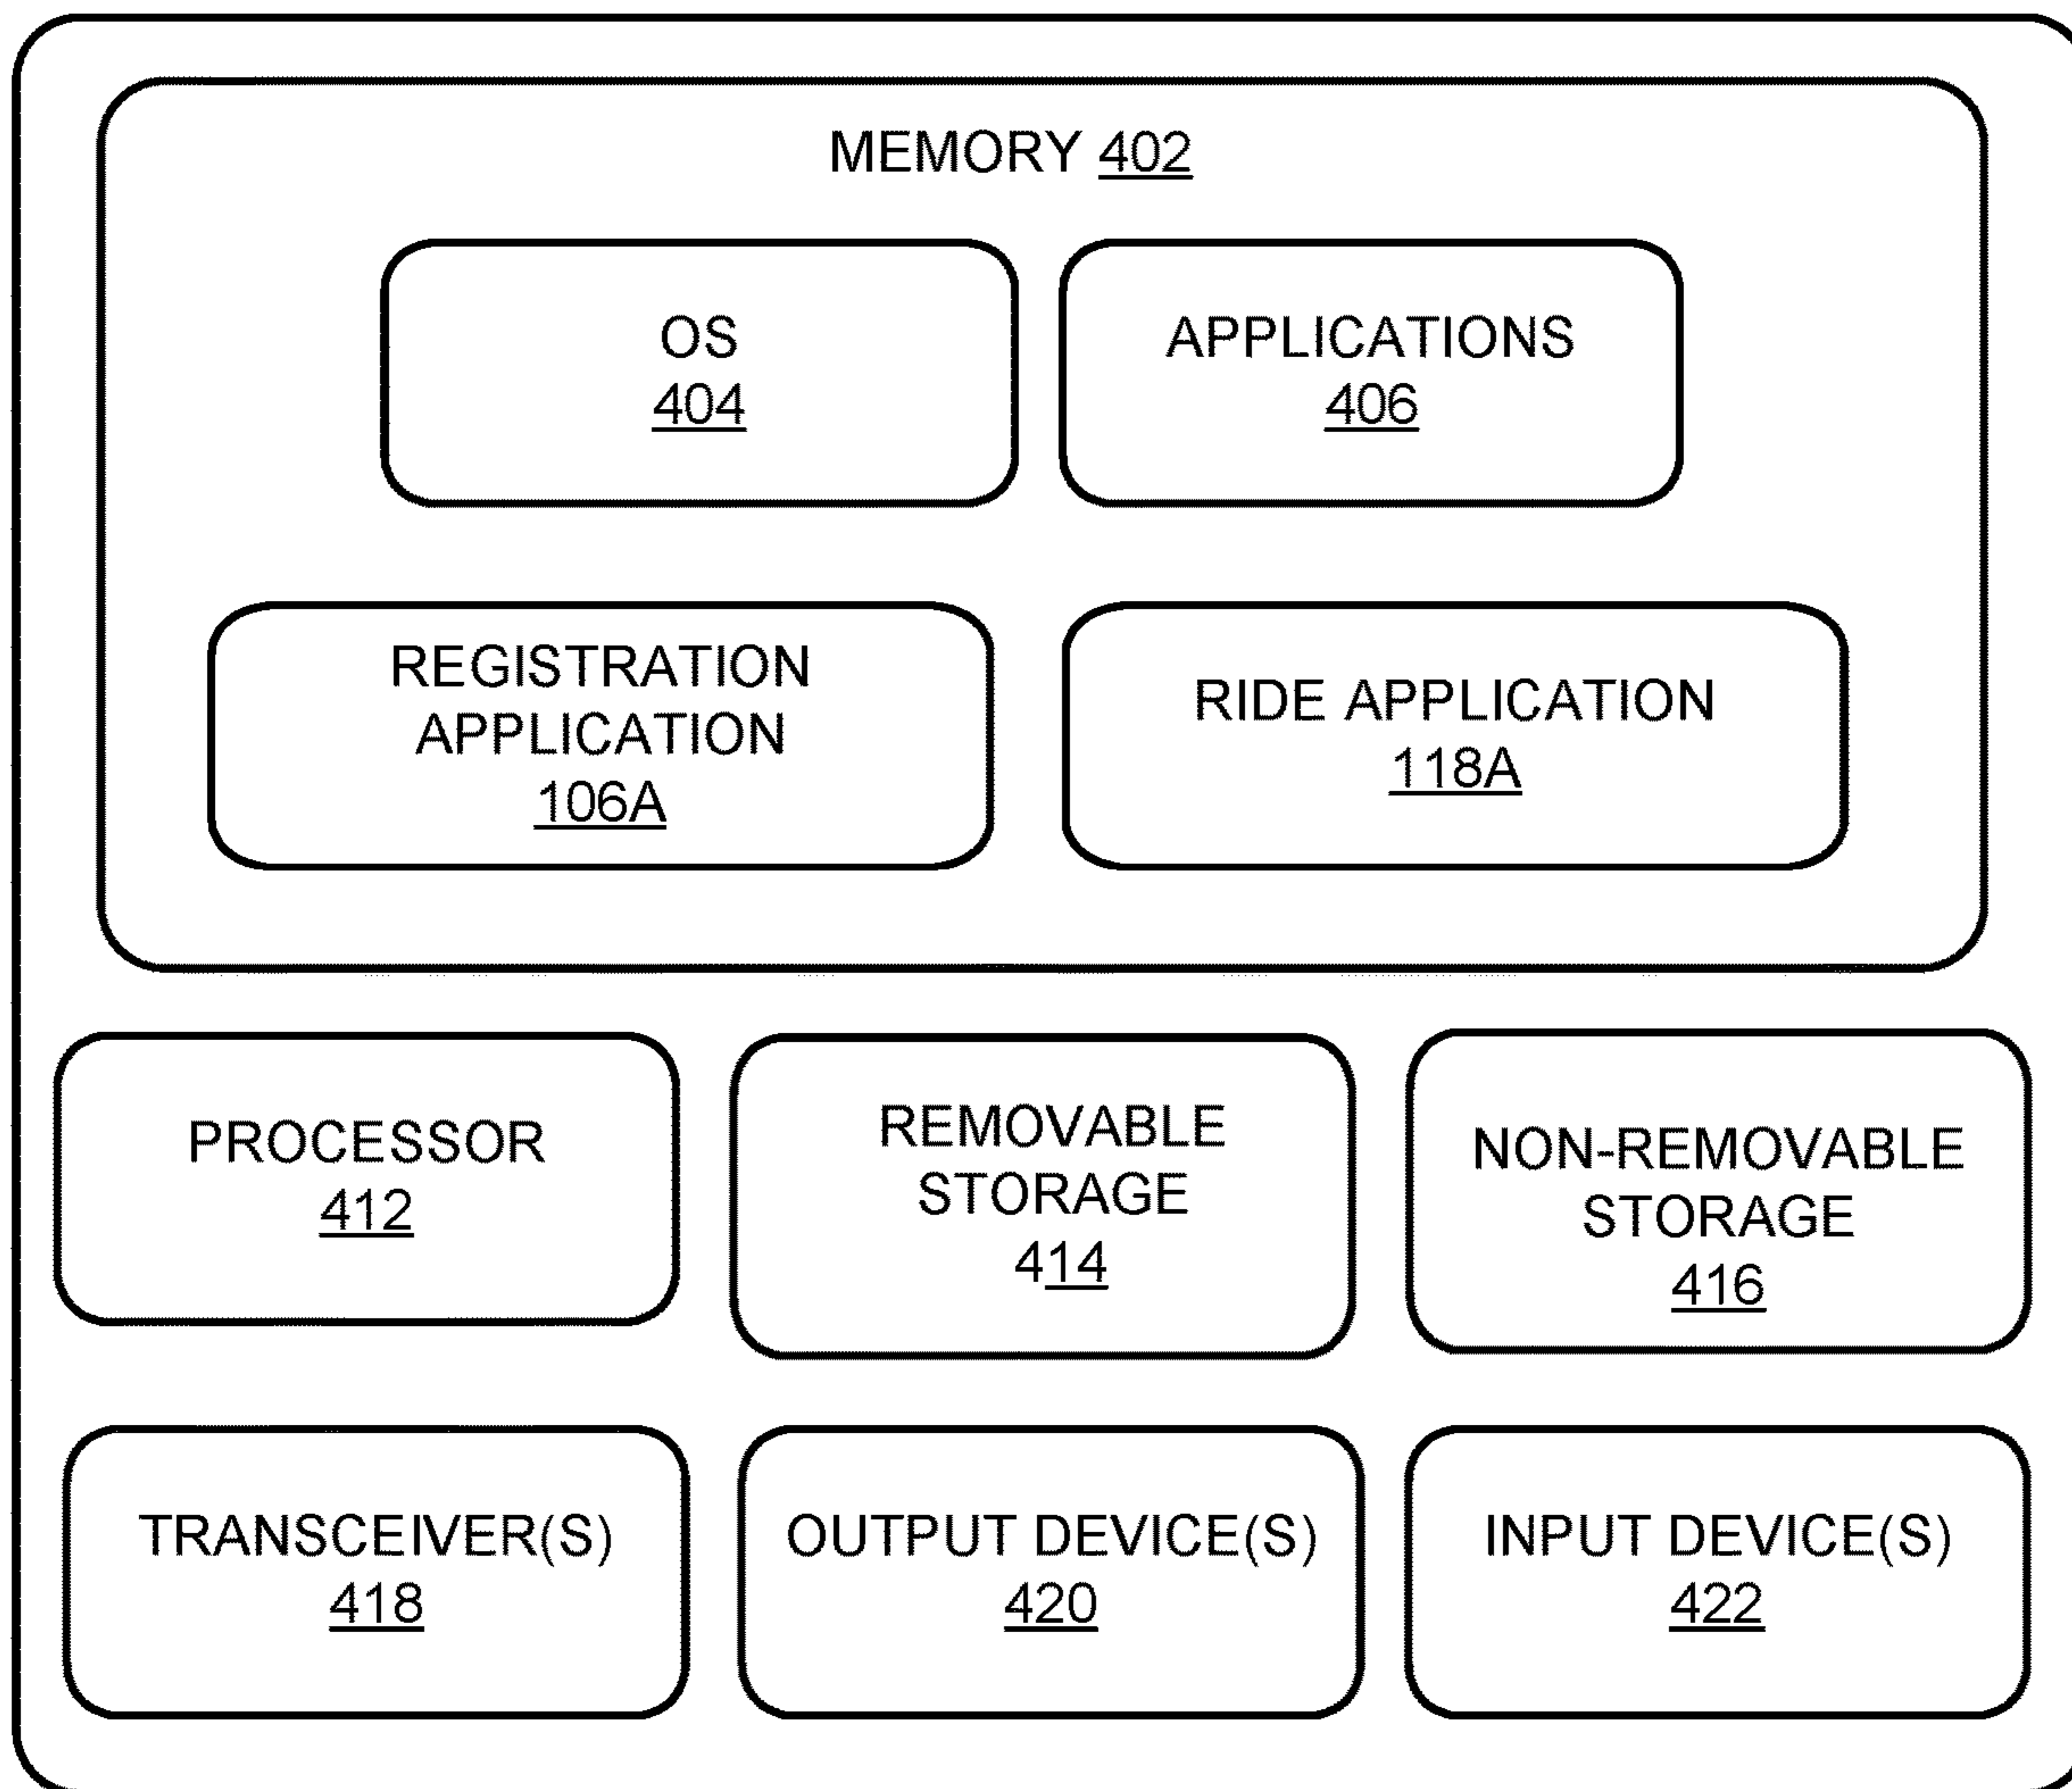 MEMORY 402
OS
404
APPLICATIONS
406
REGISTRATION
APPLICATION
106A
RIDE APPLICATION
118A
PROCESSOR
412
REMOVABLE
STORAGE
414
NON-REMOVABLE
STORAGE
416
TRANSCEIVER(S)
418
OUTPUT DEVICE(S)
420
INPUT DEVICE(S)
422